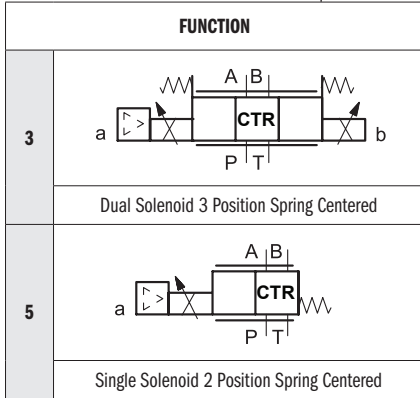 FUNCTION
3
A B
a CTR b
P T
Dual Solenoid 3 Position Spring Centered
5
A B
a CTR
P T
Single Solenoid 2 Position Spring Centered